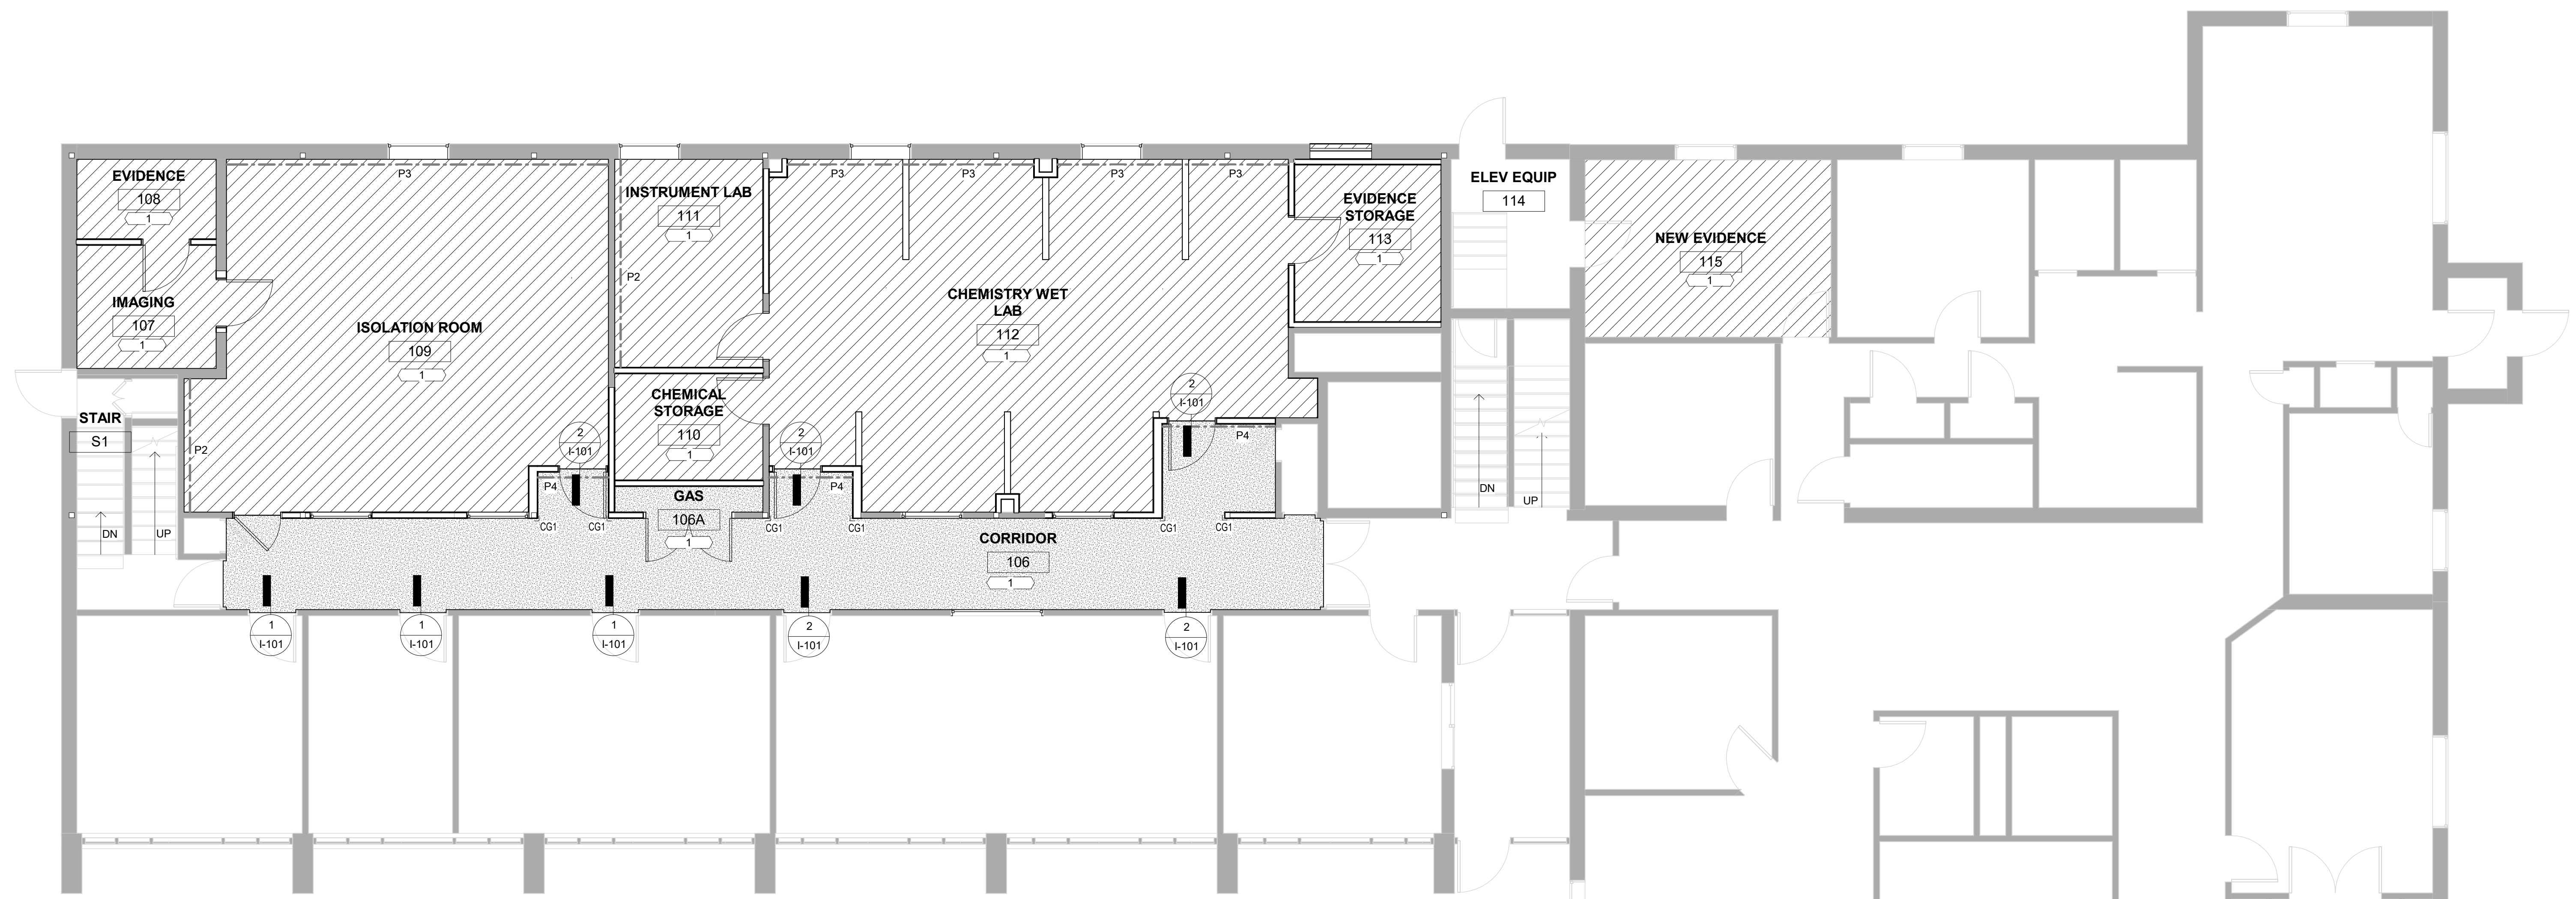 EVIDENCE
108
1
IMAGING
107
1
STAIR
S1
DN
UP
P2
P3
ISOLATION ROOM
109
1
INSTRUMENT LAB
111
1
P2
CHEMICAL
STORAGE
110
1
GAS
106A
1
2
I-101
P4
CG1
CG1
2
I-101
P4
CG1
CG1
P3
P3
P3
P3
CHEMISTRY WET
LAB
112
1
2
I-101
P4
CG1
CG1
EVIDENCE
STORAGE
113
1
CORRIDOR
106
1
1
I-101
1
I-101
1
I-101
2
I-101
2
I-101
ELEV EQUIP
114
DN
UP
NEW EVIDENCE
115
1